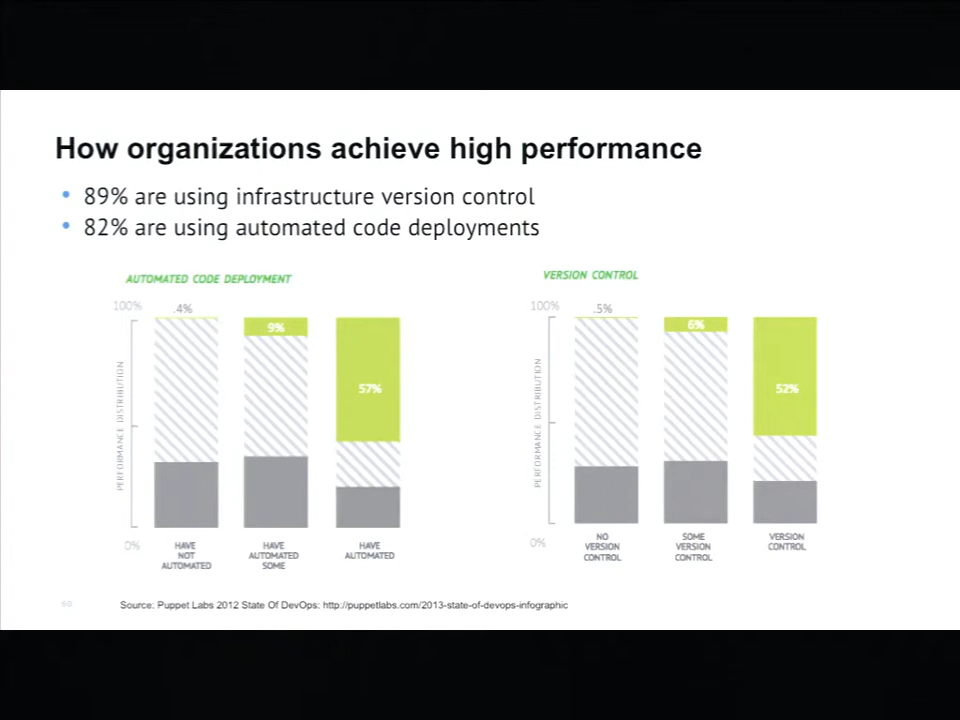 How organizations achieve high performance
• 89% are using infrastructure version control
• 82% are using automated code deployments
AUTOMATED CODE DEPLOYMENT
100%
.4%
9%
57%
PERFORMANCE DISTRIBUTION
0%
HAVE
NOT
AUTOMATED
HAVE
AUTOMATED
SOME
HAVE
AUTOMATED
VERSION CONTROL
100%
.5%
6%
52%
PERFORMANCE DISTRIBUTION
0%
NO
VERSION
CONTROL
SOME
VERSION
CONTROL
VERSION
CONTROL
Source: Puppet Labs 2012 State Of DevOps: http://puppetlabs.com/2013-state-of-devops-infographic